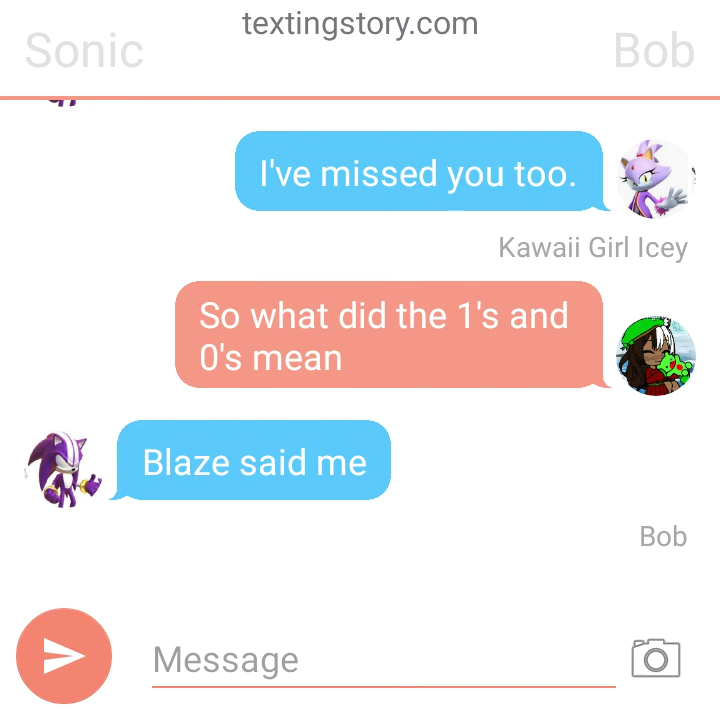 textingstory.com
Sonic
Bob
I've missed you too.
Kawaii Girl Icey
So what did the 1's and
0's mean
Blaze said me
Bob
Message